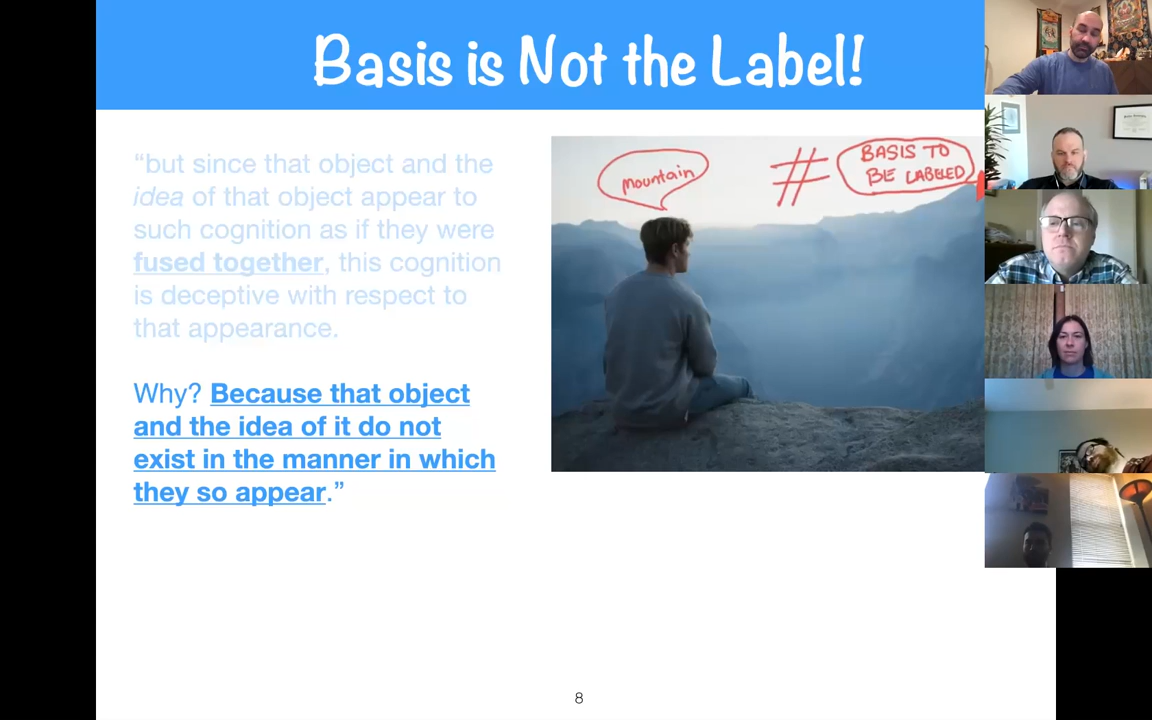 Basis is Not the Label!
“but since that object and the
idea of that object appear to
such cognition as if they were
fused together, this cognition
is deceptive with respect to
that appearance.
Why? Because that object
and the idea of it do not
exist in the manner in which
they so appear.”
mountain
BASIS TO
BE LABELED
8